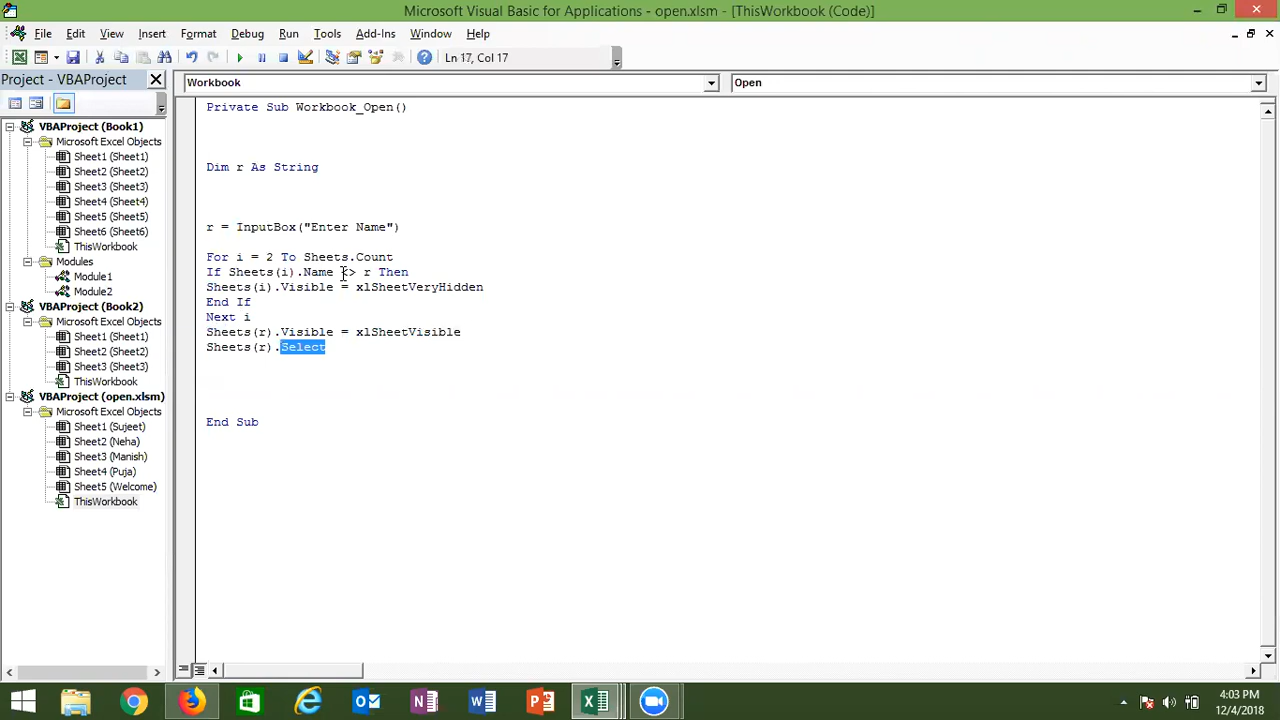 Microsoft Visual Basic for Applications - open.xlsm - [ThisWorkbook (Code)]
File Edit View Insert Format Debug Run Tools Add-Ins Window Help
Ln 17, Col 17
Project - VBAProject
Workbook
Open
VBAProject (Book1)
Microsoft Excel Objects
Sheet1 (Sheet1)
Sheet2 (Sheet2)
Sheet3 (Sheet3)
Sheet4 (Sheet4)
Sheet5 (Sheet5)
Sheet6 (Sheet6)
ThisWorkbook
Modules
Module1
Module2
VBAProject (Book2)
Microsoft Excel Objects
Sheet1 (Sheet1)
Sheet2 (Sheet2)
Sheet3 (Sheet3)
ThisWorkbook
VBAProject (open.xlsm)
Microsoft Excel Objects
Sheet1 (Sujeet)
Sheet2 (Neha)
Sheet3 (Manish)
Sheet4 (Puja)
Sheet5 (Welcome)
ThisWorkbook
Private Sub Workbook_Open()
Dim r As String
r = InputBox("Enter Name")
For i = 2 To Sheets.Count
If Sheets(i).Name <> r Then
Sheets(i).Visible = xlSheetVeryHidden
End If
Next i
Sheets(r).Visible = xlSheetVisible
Sheets(r).Select
End Sub
4:03 PM
12/4/2018